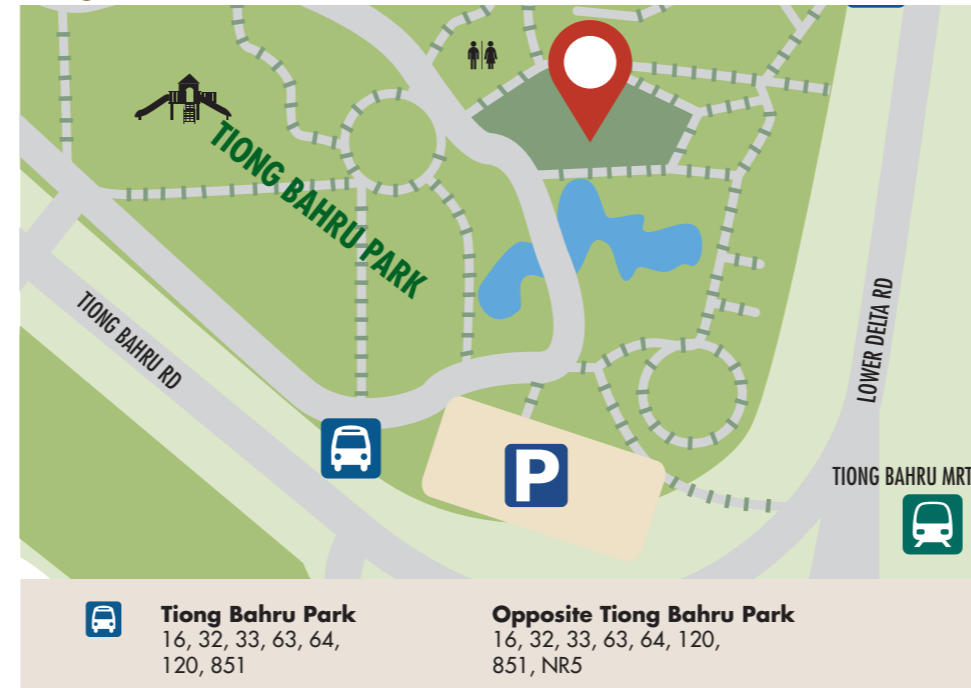 TIONG BAHRU PARK
TIONG BAHRU RD
LOWER DELTA RD
P
TIONG BAHRU MRT
Tiong Bahru Park
16, 32, 33, 63, 64,
120, 851
Opposite Tiong Bahru Park
16, 32, 33, 63, 64, 120,
851, NR5